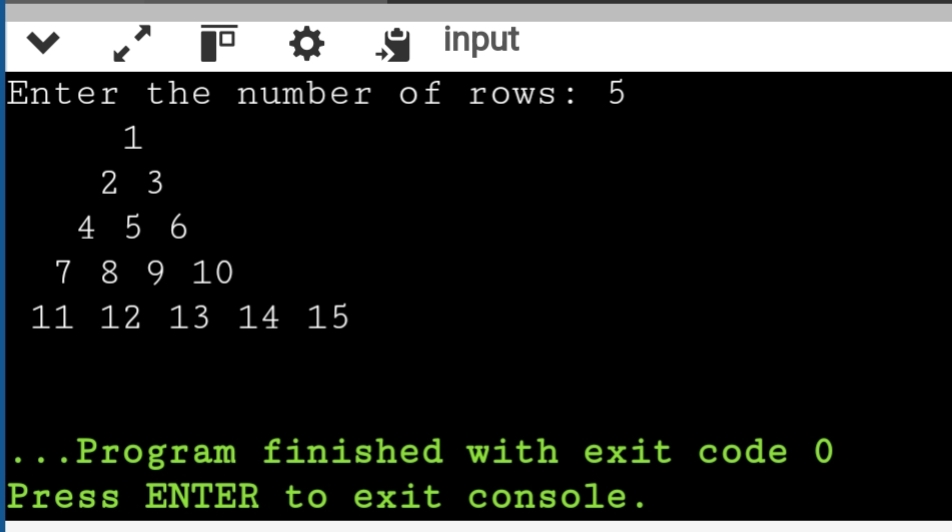 input
Enter the number of rows: 5
1
2 3
4 5 6
7 8 9 10
11 12 13 14 15
...Program finished with exit code 0
Press ENTER to exit console.